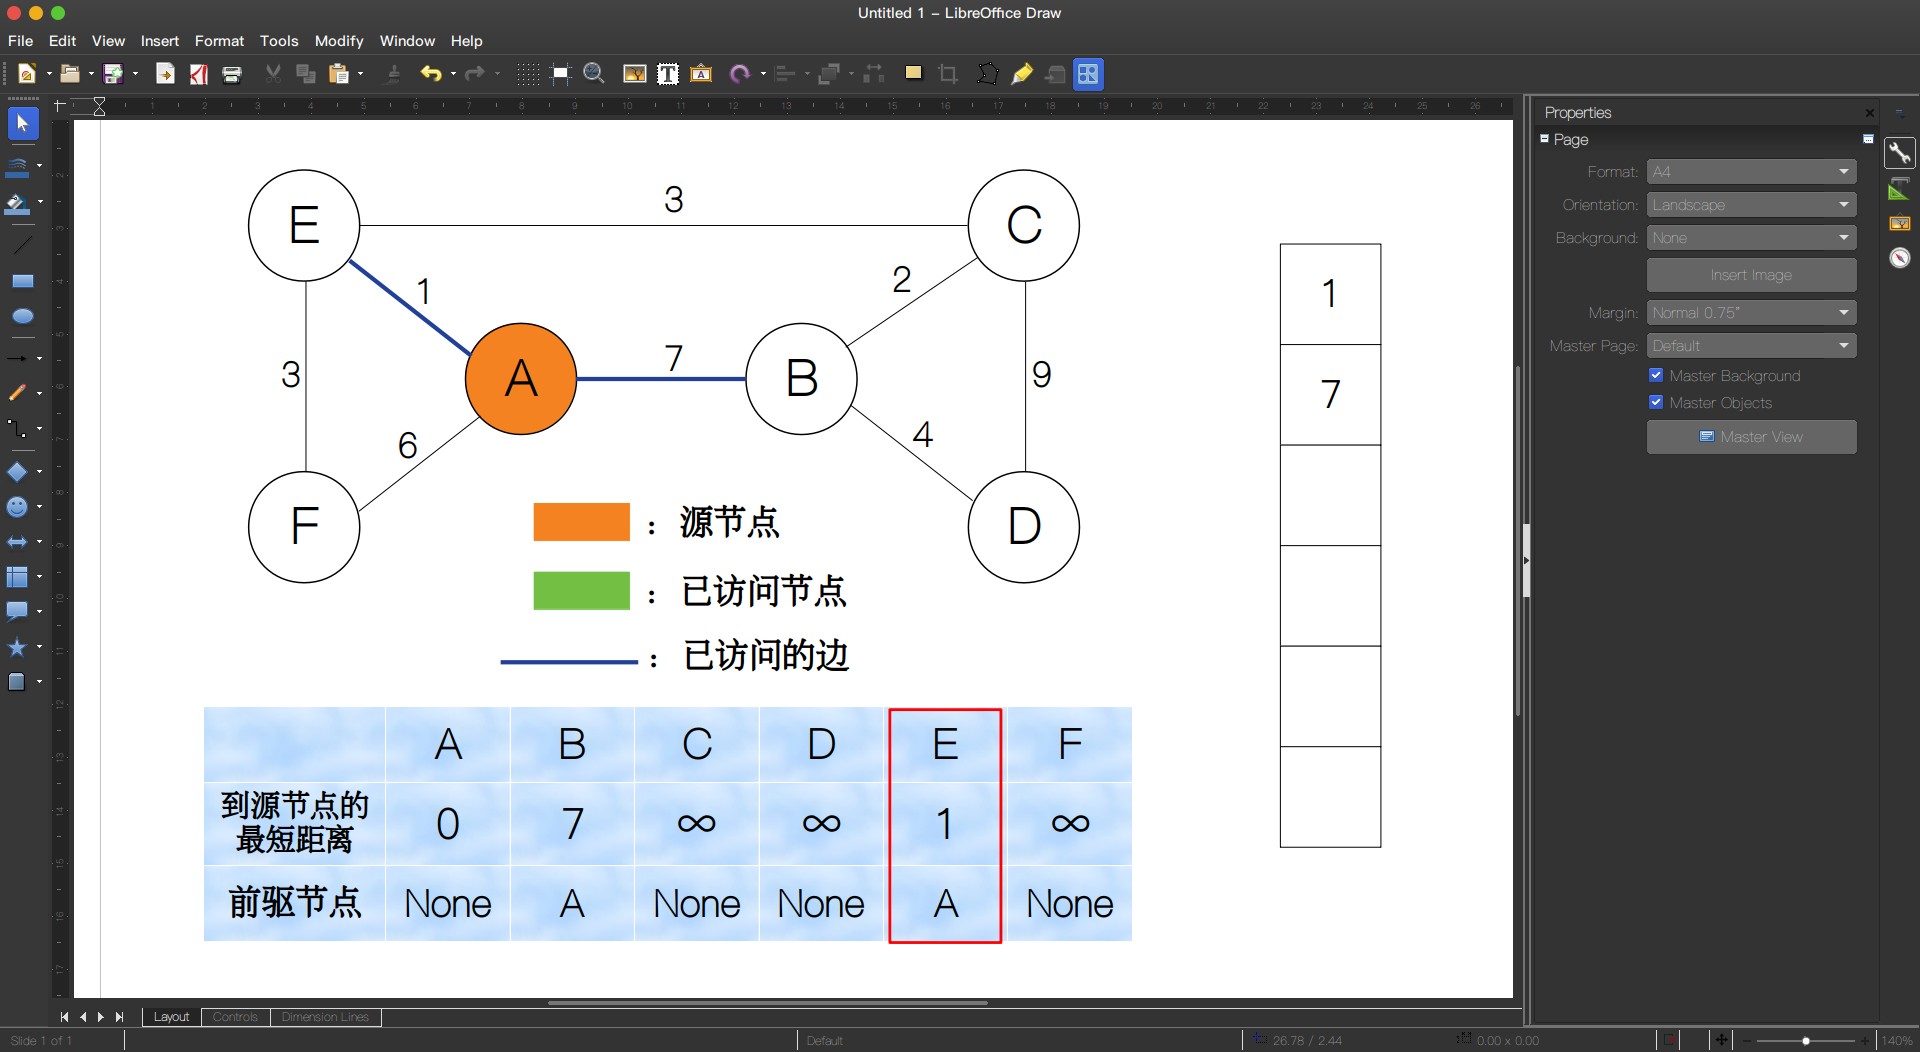 Untitled 1 – LibreOffice Draw
File Edit View Insert Format Tools Modify Window Help
Properties
Page
Format: A4
Orientation: Landscape
Background: None
Insert Image
Margin: Normal 0.75"
Master Page: Default
Master Background
Master Objects
Master View
E 3 C
1 2
A 7 B
3 9
6 4
F D
：源节点
：已访问节点
：已访问的边
1
7
A B C D E F
到源节点的
最短距离 0 7 ∞ ∞ 1 ∞
前驱节点 None A None None A None
Layout Controls Dimension Lines
Slide 1 of 1 Default 26.78 / 2.44 0.00 x 0.00 140%